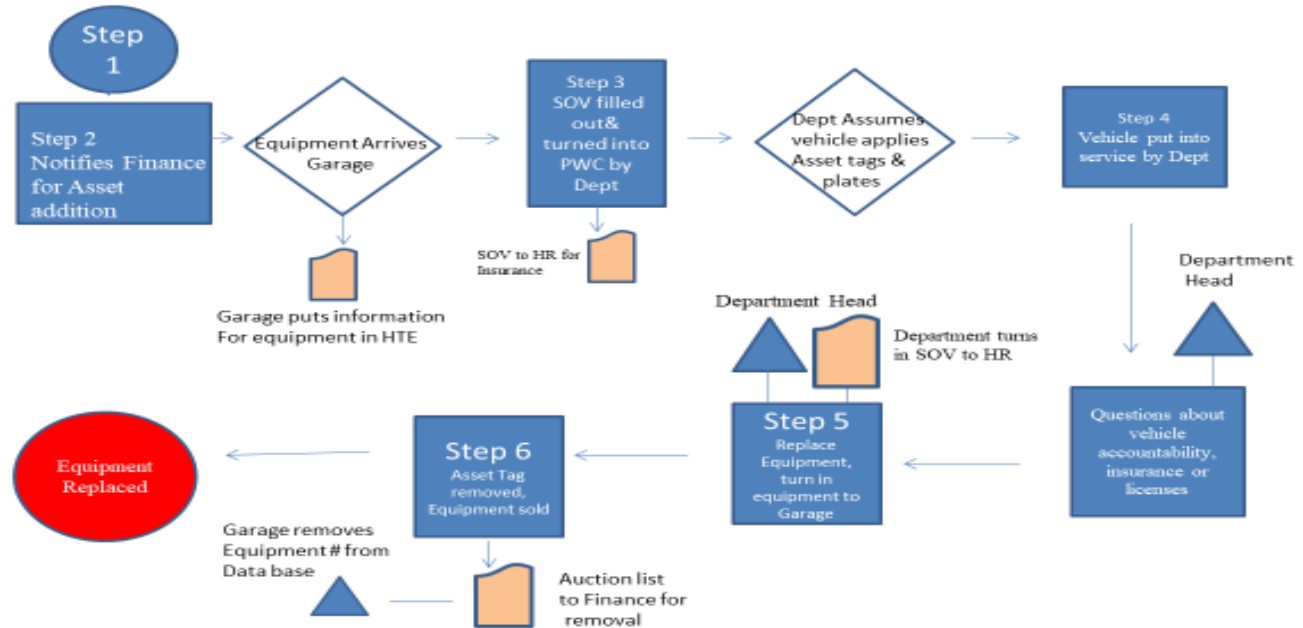 Step
1
Step 2
Notifies Finance
for Asset
addition
Equipment Arrives
Garage
Garage puts information
For equipment in HTE
Step 3
SOV filled
out&
turned into
PWC by
Dept
SOV to HR for
Insurance
Dept Assumes
vehicle applies
Asset tags &
plates
Step 4
Vehicle put into
service by Dept
Department
Head
Questions about
vehicle
accountability,
insurance or
licenses
Department Head
Department turns
in SOV to HR
Step 5
Replace
Equipment,
turn in
equipment to
Garage
Step 6
Asset Tag
removed,
Equipment sold
Garage removes
Equipment # from
Data base
Auction list
to Finance for
removal
Equipment
Replaced